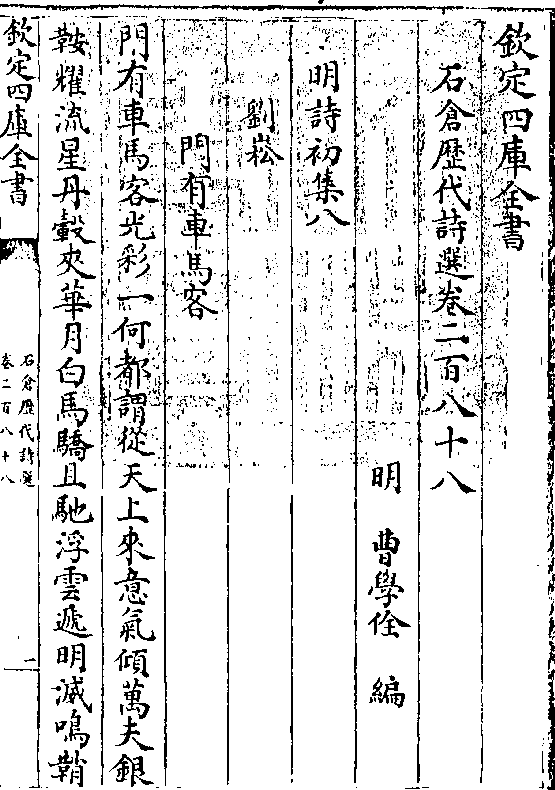 欽定四庫全書
石倉歴代詩選卷二百八十八
明 曹學佺 編
明詩初集八
劉崧
門有車馬客
門有車馬客光彩一何都謂從天上來意氣傾萬夫銀
鞍耀流星丹轂夾華月白馬驕且馳浮雲遞明滅鳴鞘
欽定四庫全書
石倉歴代詩選
卷二百八十八
一